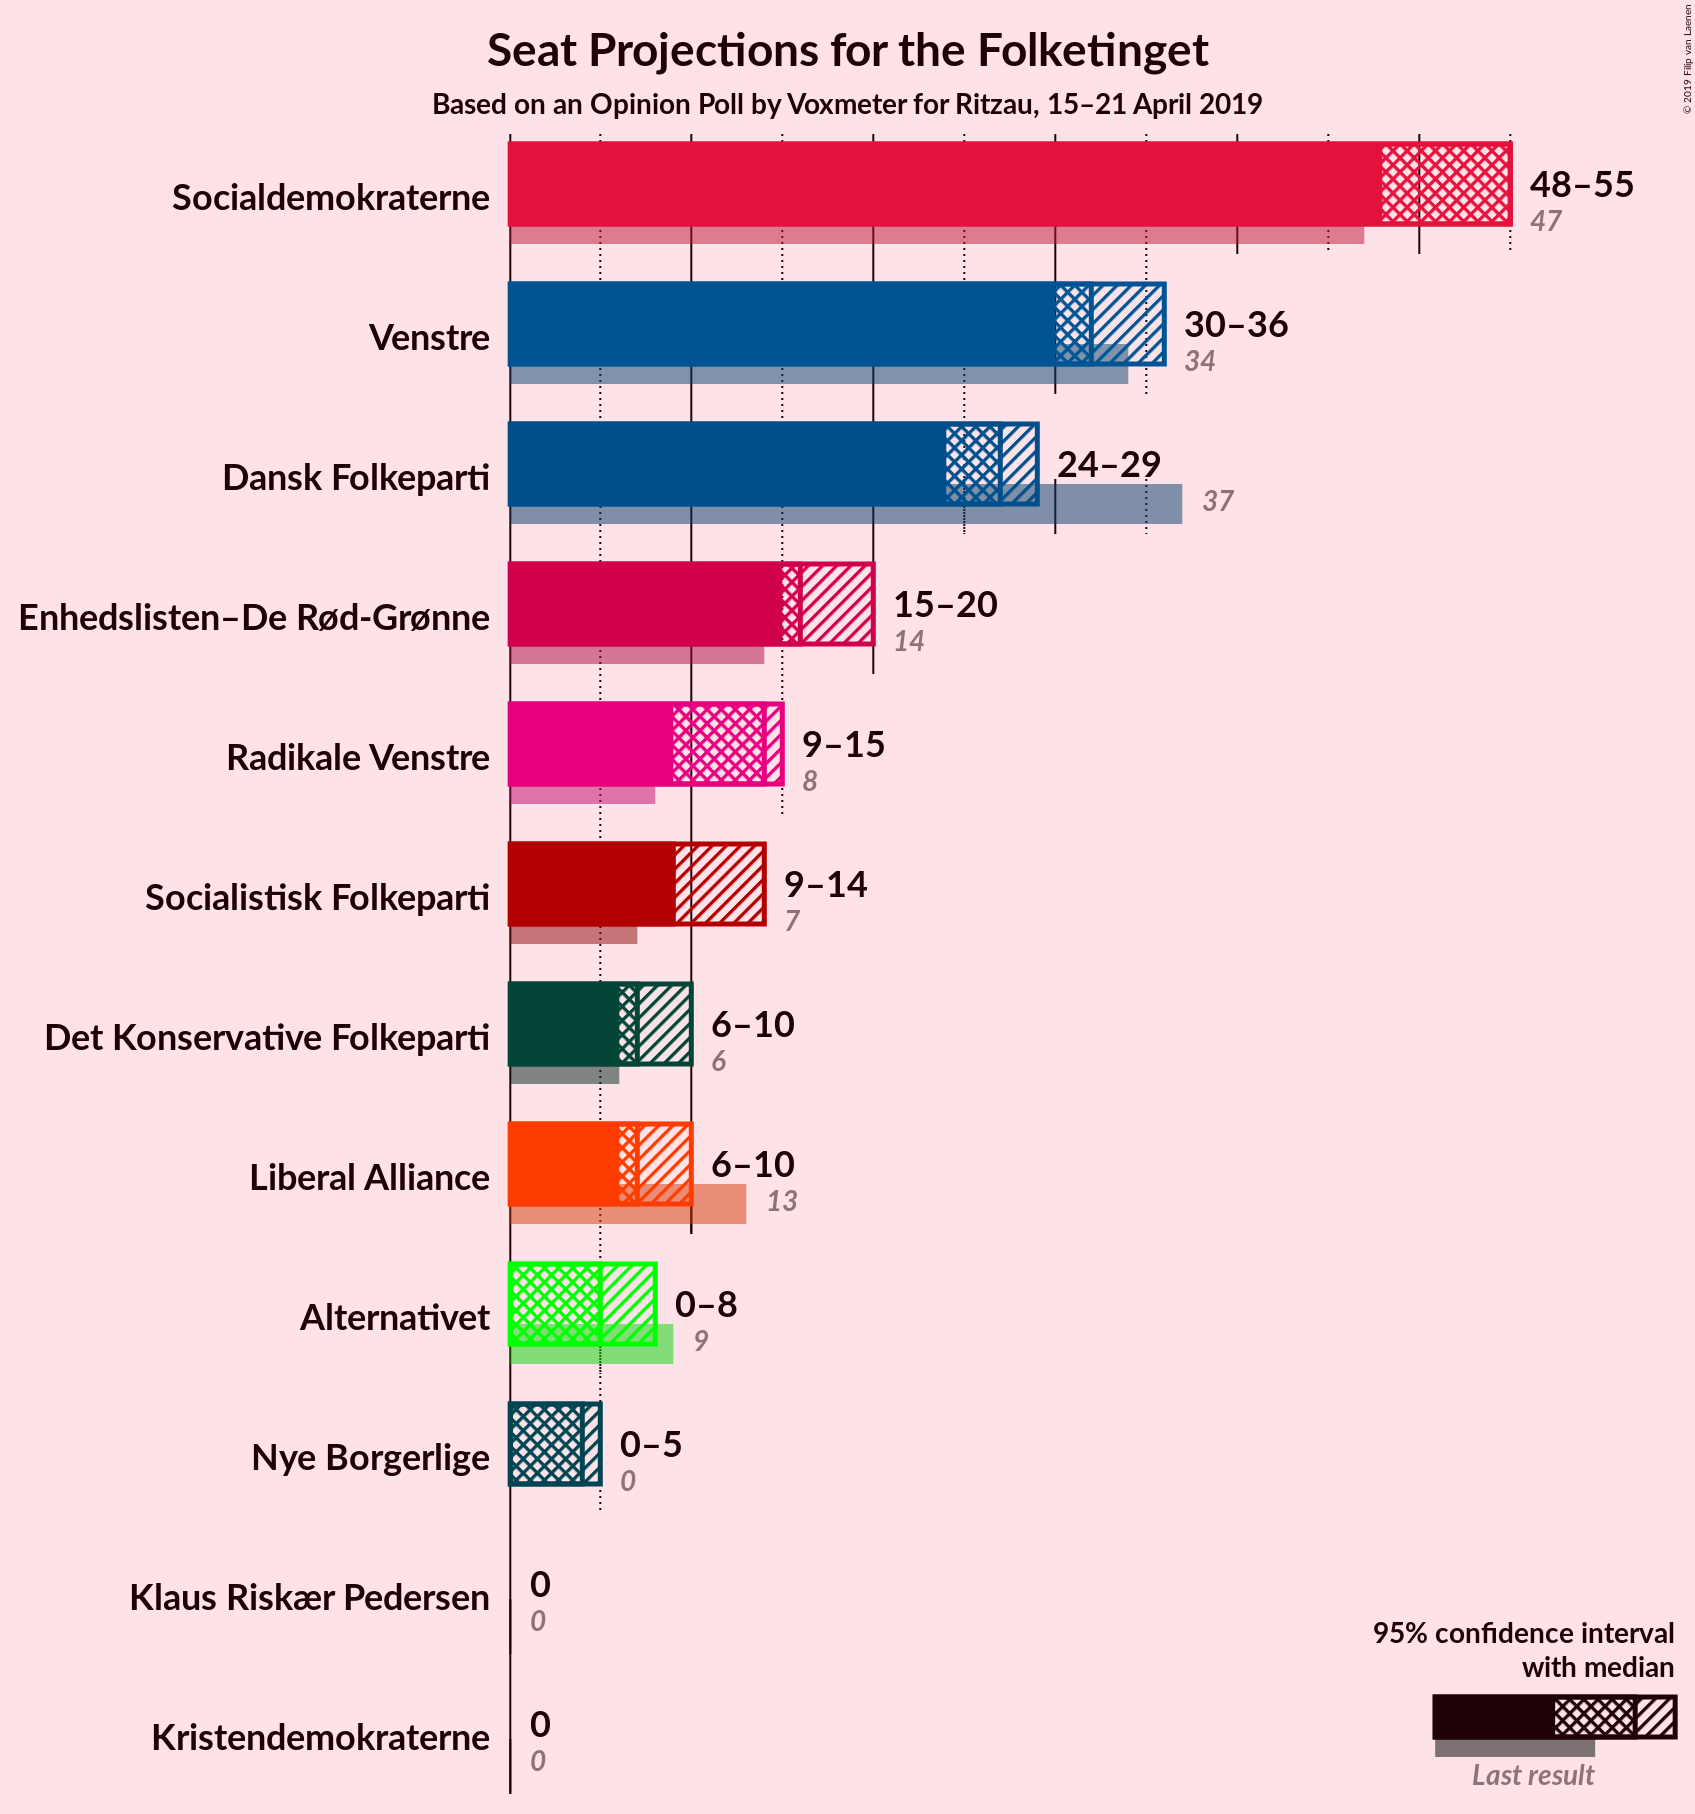 © 2019 Filip van Laenen
Seat Projections for the Folketinget
Based on an Opinion Poll by Voxmeter for Ritzau, 15–21 April 2019
Socialdemokraterne
48–55
47
Venstre
30–36
34
Dansk Folkeparti
24–29
37
Enhedslisten–De Rød-Grønne
15–20
14
Radikale Venstre
9–15
8
Socialistisk Folkeparti
9–14
7
Det Konservative Folkeparti
6–10
6
Liberal Alliance
6–10
13
Alternativet
0–8
9
Nye Borgerlige
0–5
0
Klaus Riskær Pedersen
0
0
Kristendemokraterne
0
0
95% confidence interval
with median
Last result